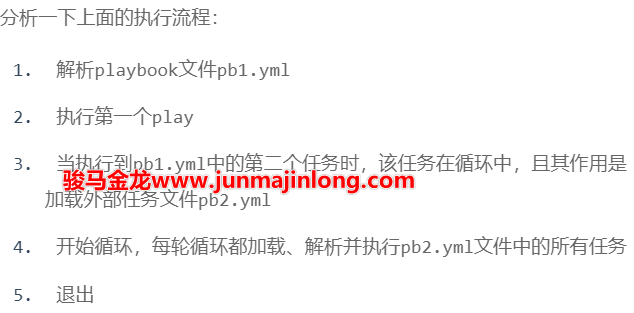 分析一下上面的执行流程：
1. 解析playbook文件pb1.yml
2. 执行第一个play
3. 当执行到pb1.yml中的第二个任务时，该任务在循环中，且其作用是
骏马金龙www.junmajinlong.com
加载外部任务文件pb2.yml
4. 开始循环，每轮循环都加载、解析并执行pb2.yml文件中的所有任务
5. 退出